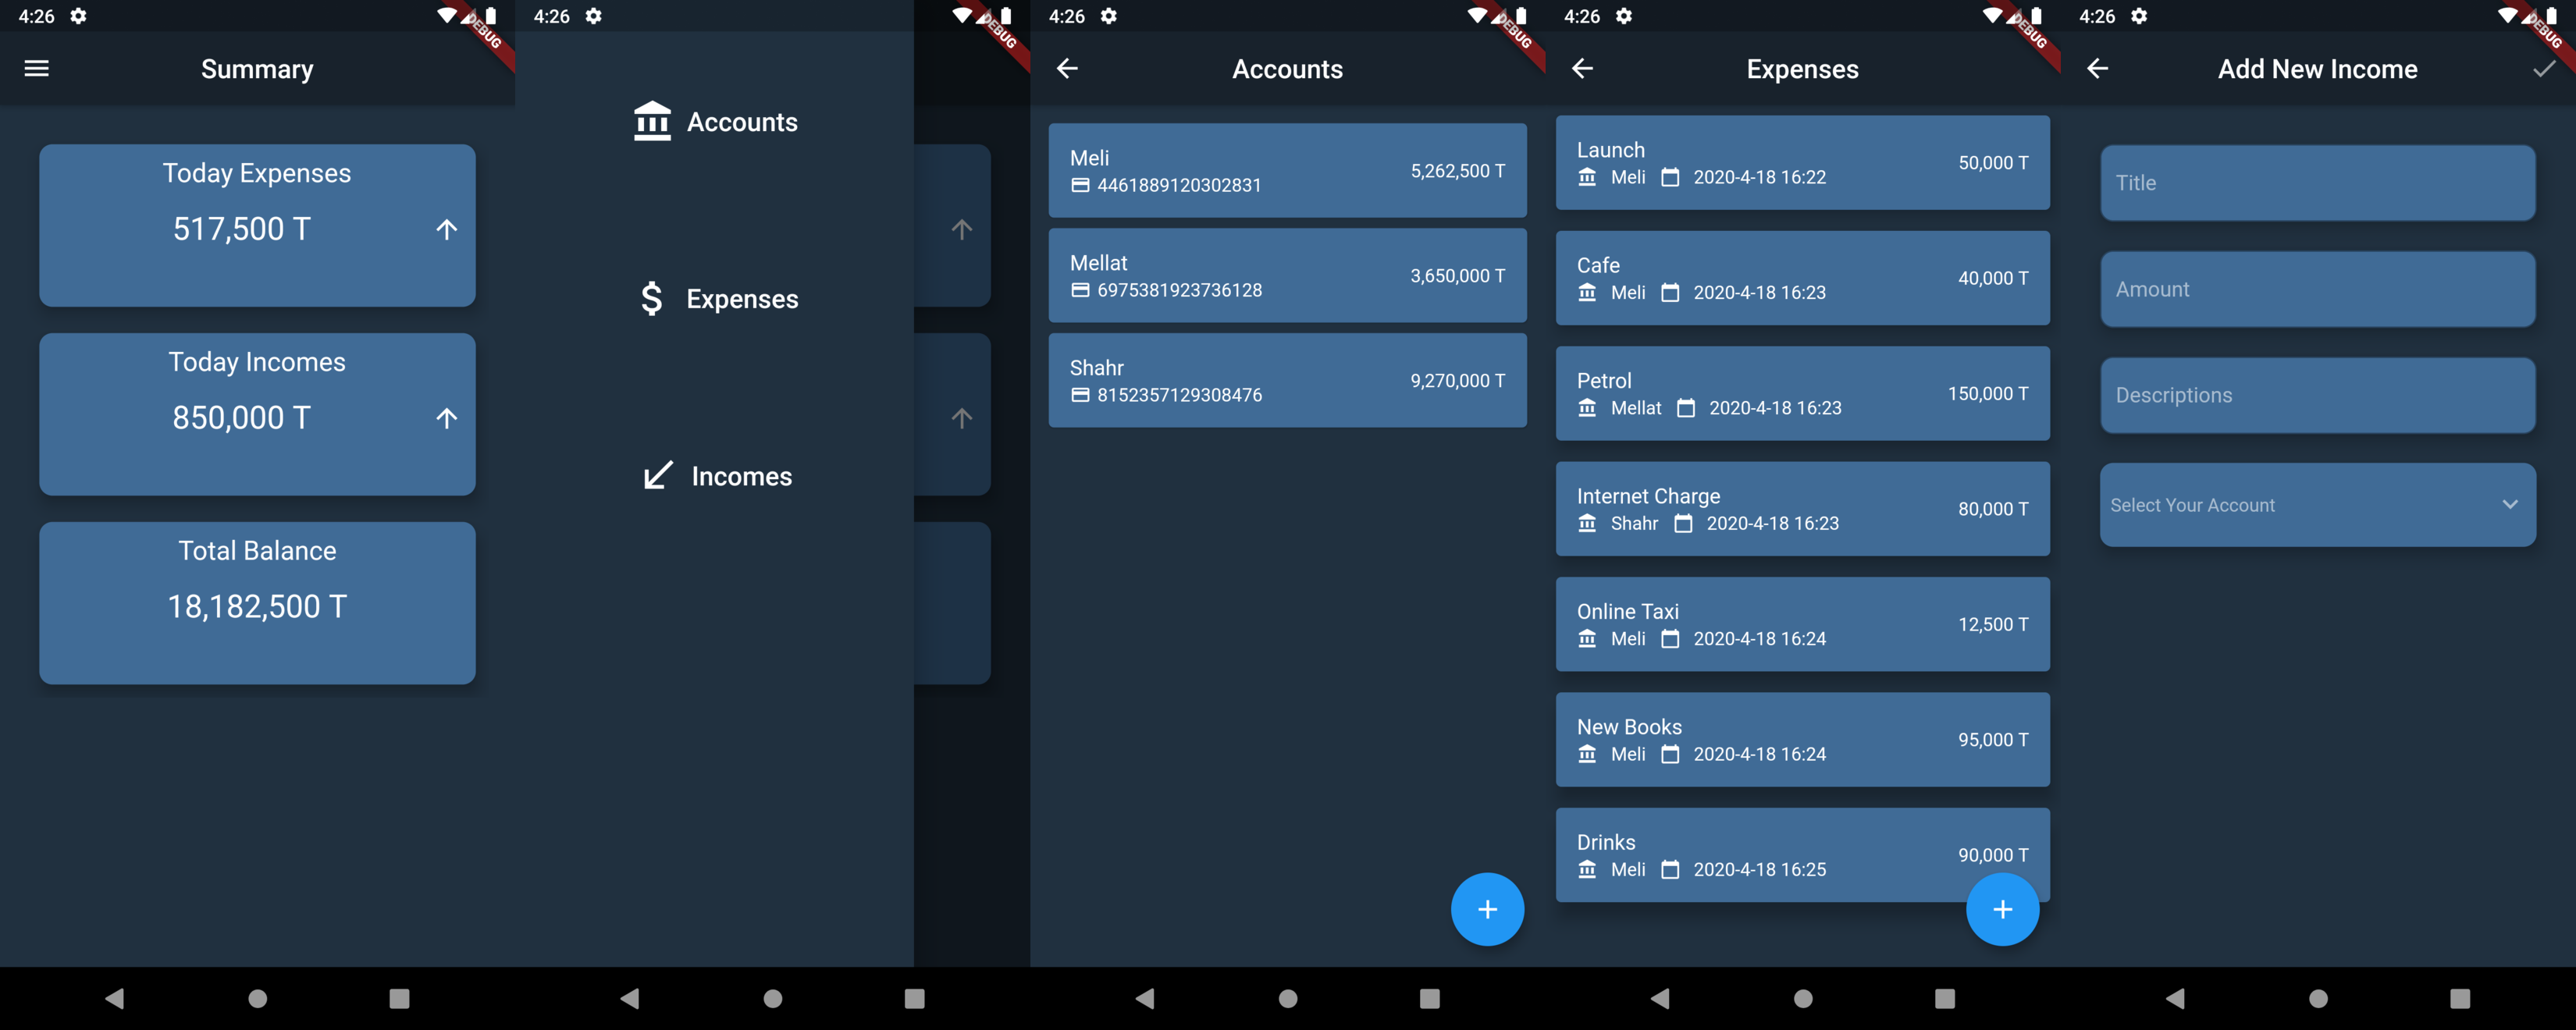 4:26
DEBUG
Summary
Today Expenses
517,500 T
Today Incomes
850,000 T
Total Balance
18,182,500 T
4:26
DEBUG
Accounts
Expenses
Incomes
4:26
DEBUG
Accounts
Meli
4461889120302831
5,262,500 T
Mellat
6975381923736128
3,650,000 T
Shahr
8152357129308476
9,270,000 T
4:26
DEBUG
Expenses
Launch
Meli 2020-4-18 16:22
50,000 T
Cafe
Meli 2020-4-18 16:23
40,000 T
Petrol
Mellat 2020-4-18 16:23
150,000 T
Internet Charge
Shahr 2020-4-18 16:23
80,000 T
Online Taxi
Meli 2020-4-18 16:24
12,500 T
New Books
Meli 2020-4-18 16:24
95,000 T
Drinks
Meli 2020-4-18 16:25
90,000 T
4:26
DEBUG
Add New Income
Title
Amount
Descriptions
Select Your Account